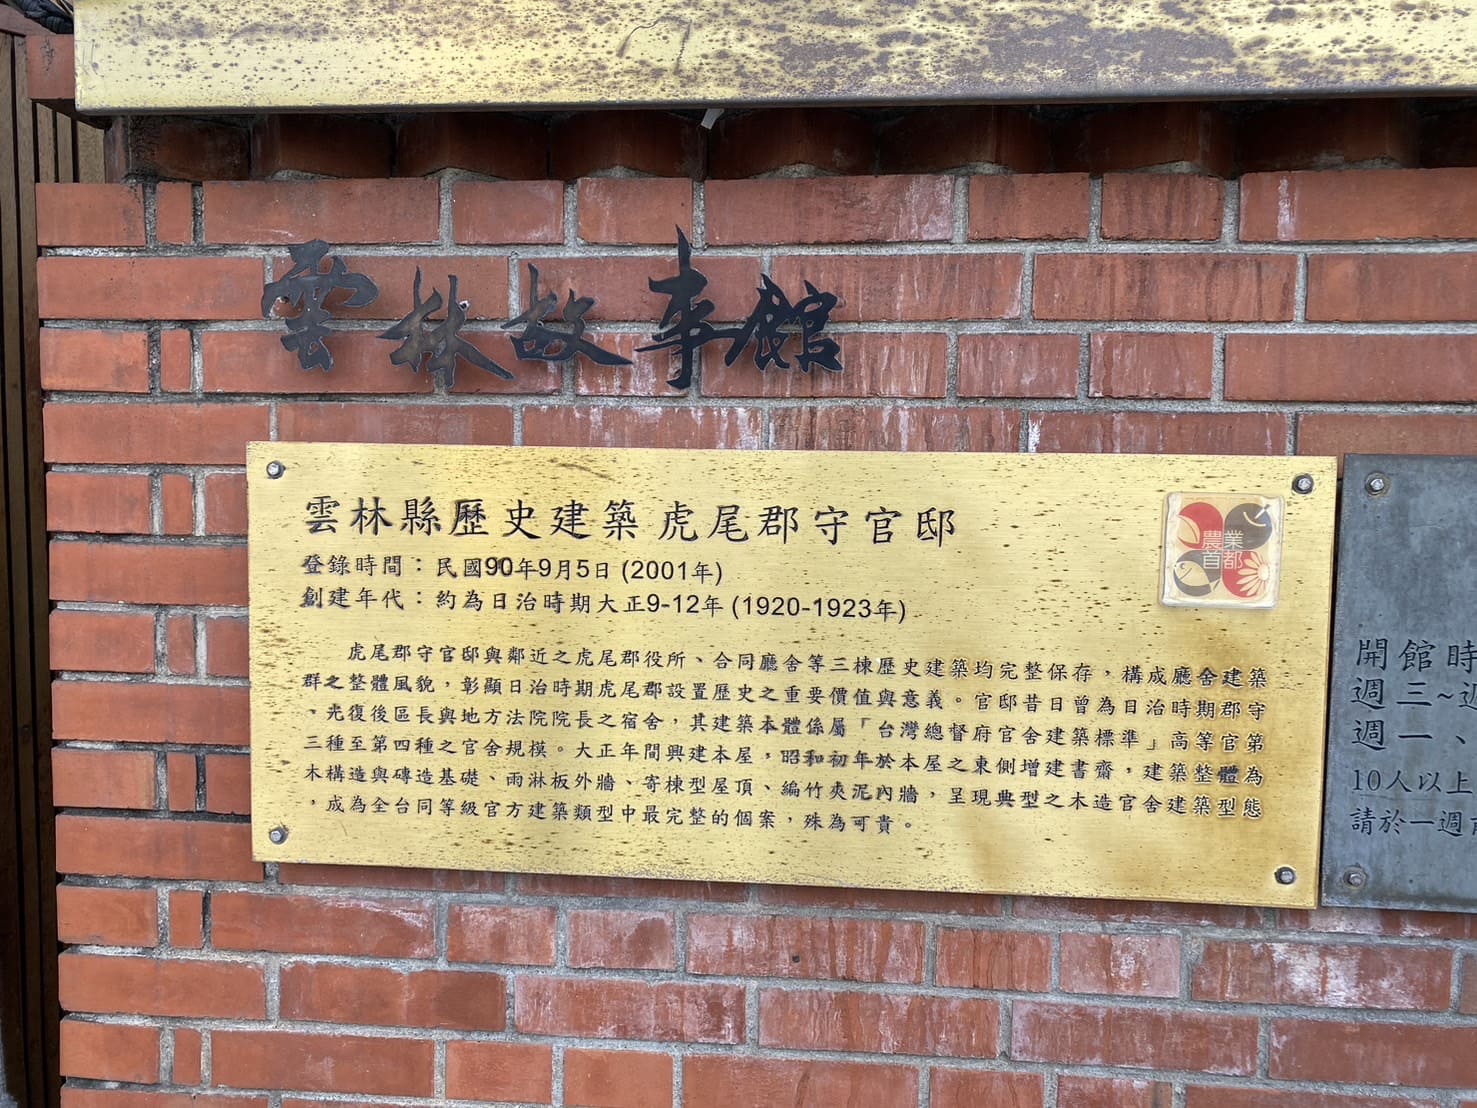 雲林故事館
雲林縣歷史建築 虎尾郡守官邸
登錄時間：民國90年9月5日 (2001年)
創建年代：約為日治時期大正9-12年 (1920-1923年)
農業
首都
虎尾郡守官邸與鄰近之虎尾郡役所、合同廳舍等三棟歷史建築均完整保存，構成廳舍建築
群之整體風貌，彰顯日治時期虎尾郡設置歷史之重要價值與意義。官邸昔日曾為日治時期郡守
、光復後區長與地方法院院長之宿舍，其建築本體係屬「台灣總督府官舍建築標準」高等官第
三種至第四種之官舍規模。大正年間興建本屋，昭和初年於本屋之東側增建書齋，建築整體為
木構造與磚造基礎、雨淋板外牆、寄棟型屋頂、編竹夾泥內牆，呈現典型之木造官舍建築型態
，成為全台同等級官方建築類型中最完整的個案，殊為可貴。
開館時
週三~
週一、
10人以上
請於一週